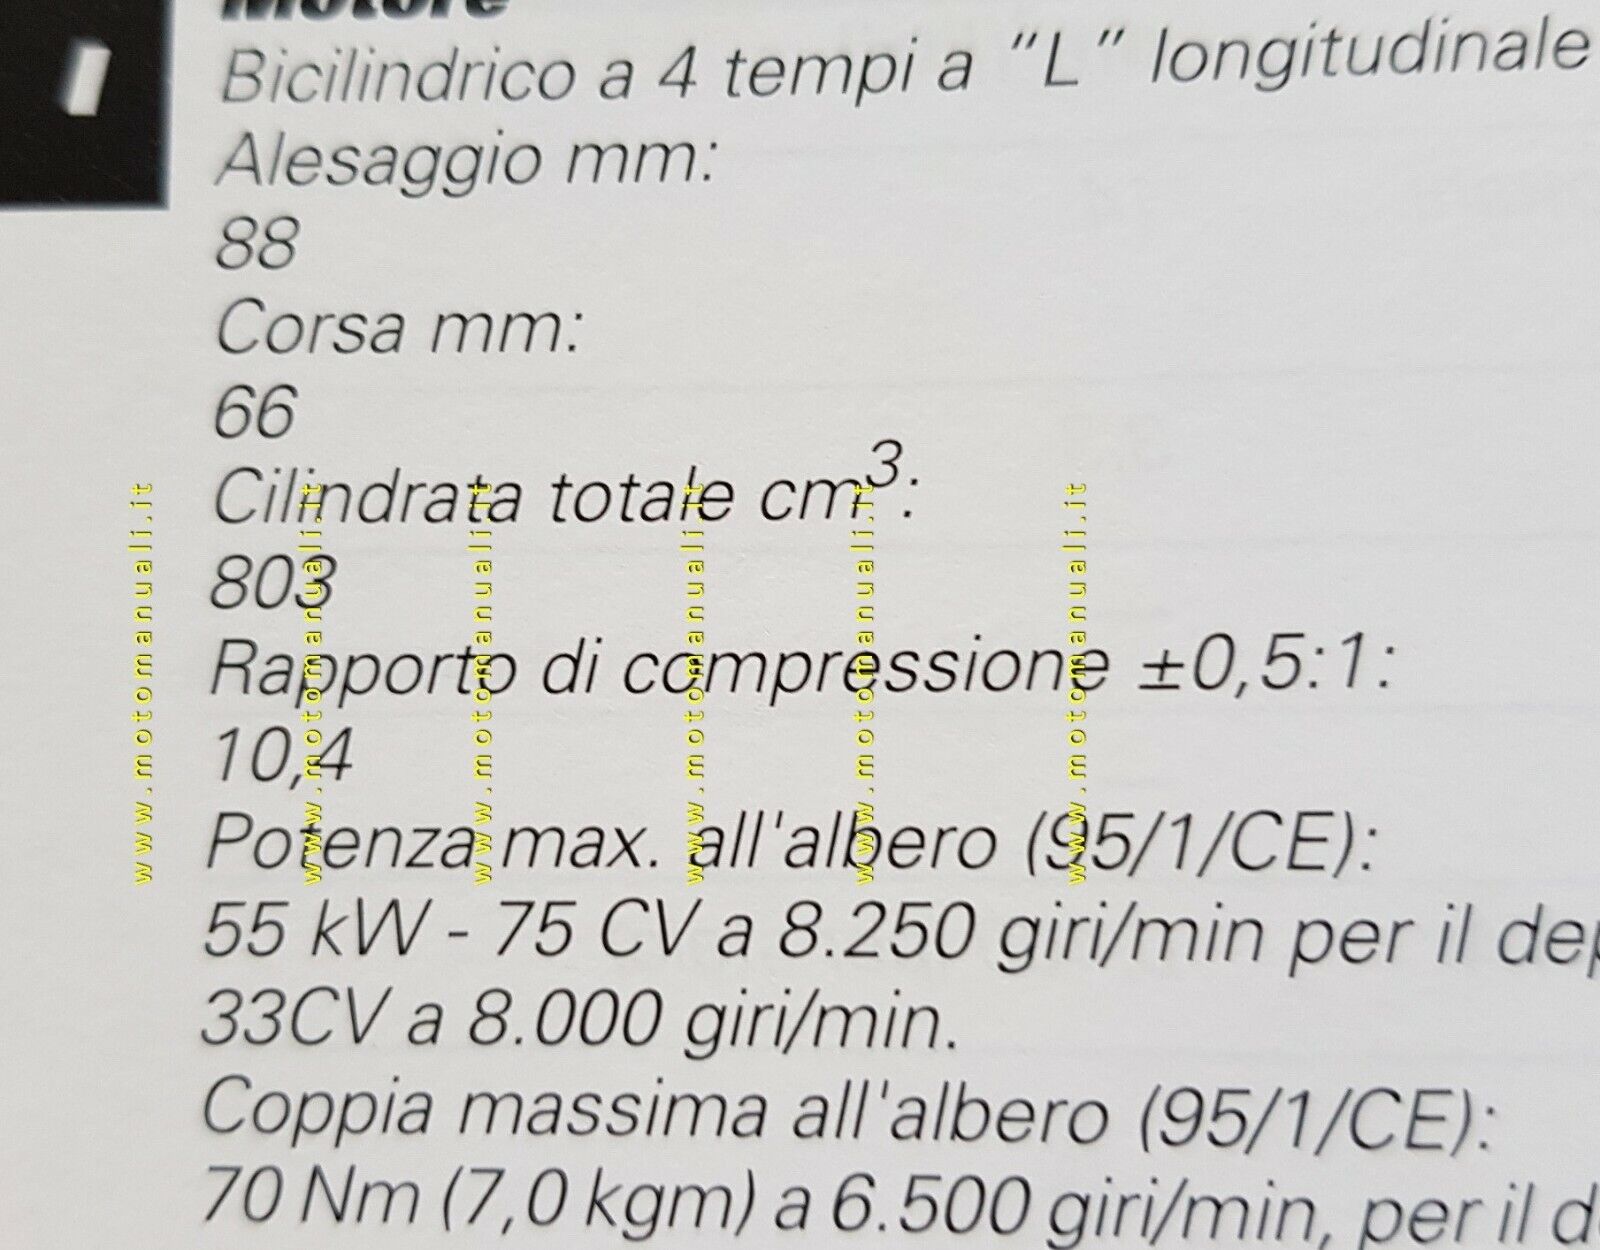 Motore
Bicilindrico a 4 tempi a "L" longitudinale
Alesaggio mm:
88
Corsa mm:
66
Cilindrata totale cm³:
803
Rapporto di compressione ±0,5:1:
10,4
Potenza max. all'albero (95/1/CE):
55 kW - 75 CV a 8.250 giri/min per il
33CV a 8.000 giri/min.
Coppia massima all'albero (95/1/CE):
70 Nm (7,0 kgm) a 6.500 giri/min, per il
www.motomanuali.it
www.motomanuali.it
www.motomanuali.it
www.motomanuali.it
www.motomanuali.it
www.motomanuali.it